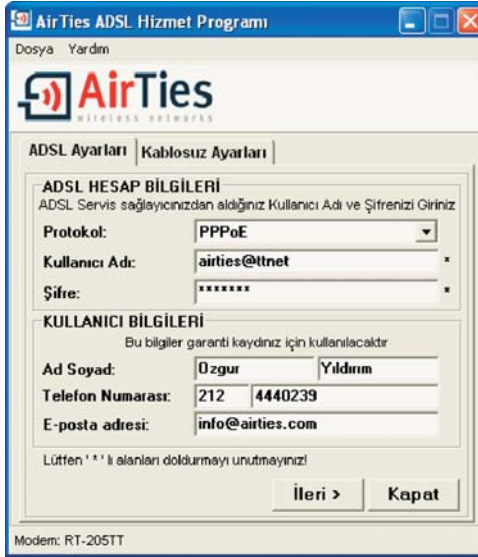 AirTies ADSL Hizmet Programı
Dosya Yardım
AirTies
wireless networks
ADSL Ayarları Kablosuz Ayarları
ADSL HESAP BİLGİLERİ
ADSL Servis sağlayıcınızdan aldığınız Kullanıcı Adı ve Şifrenizi Giriniz
Protokol: PPPoE
Kullanıcı Adı: airties@ttnet *
Şifre: ******* *
KULLANICI BİLGİLERİ
Bu bilgiler garanti kaydınız için kullanılacaktır
Ad Soyad: Ozgur Yıldırım
Telefon Numarası: 212 4440239
E-posta adresi: info@airties.com
Lütfen '*' lı alanları doldurmayı unutmayınız!
İleri > Kapat
Modem: RT-205TT